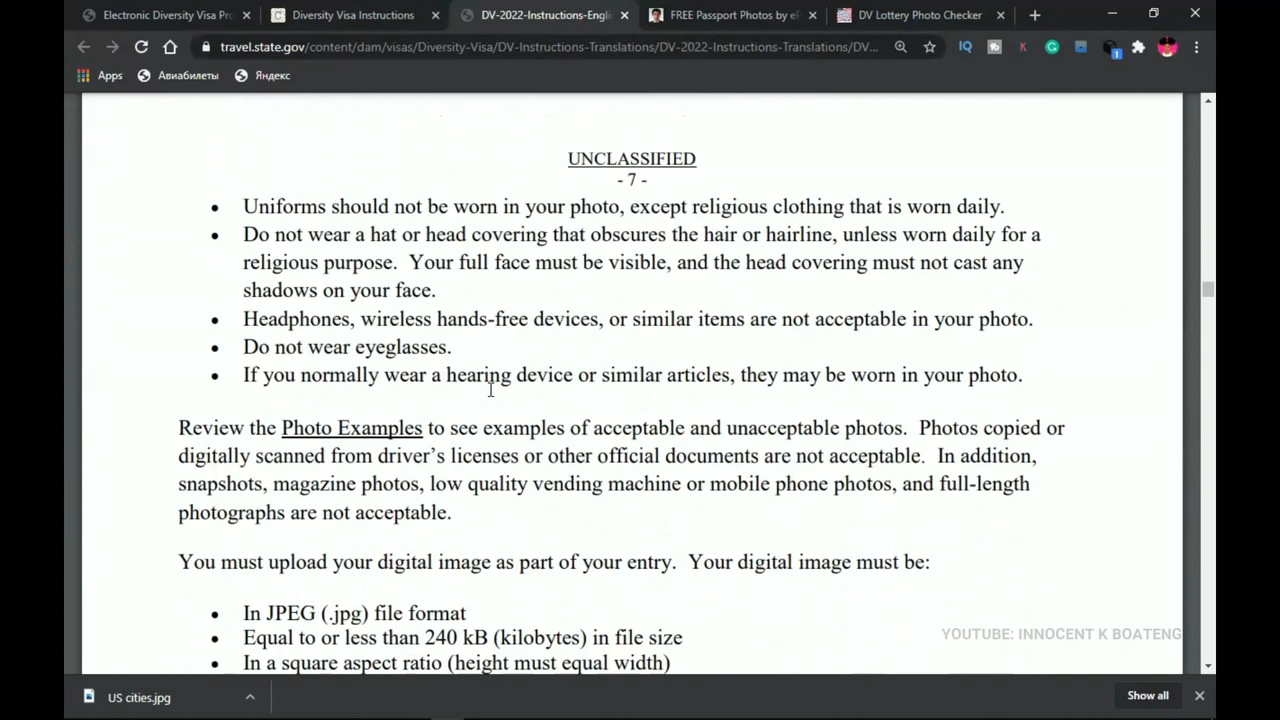 Electronic Diversity Visa Pro
Diversity Visa Instructions
DV-2022-Instructions-Engli
FREE Passport Photos by eP
DV Lottery Photo Checker
travel.state.gov/content/dam/visas/Diversity-Visa/DV-Instructions-Translations/DV-2022-Instructions-Translations/DV...
Apps
Авиабилеты
Яндекс
UNCLASSIFIED
- 7 -
• Uniforms should not be worn in your photo, except religious clothing that is worn daily.
• Do not wear a hat or head covering that obscures the hair or hairline, unless worn daily for a
religious purpose. Your full face must be visible, and the head covering must not cast any
shadows on your face.
• Headphones, wireless hands-free devices, or similar items are not acceptable in your photo.
• Do not wear eyeglasses.
• If you normally wear a hearing device or similar articles, they may be worn in your photo.
Review the Photo Examples to see examples of acceptable and unacceptable photos. Photos copied or
digitally scanned from driver's licenses or other official documents are not acceptable. In addition,
snapshots, magazine photos, low quality vending machine or mobile phone photos, and full-length
photographs are not acceptable.
You must upload your digital image as part of your entry. Your digital image must be:
• In JPEG (.jpg) file format
• Equal to or less than 240 kB (kilobytes) in file size
• In a square aspect ratio (height must equal width)
YOUTUBE: INNOCENT K BOATENG
US cities.jpg
Show all